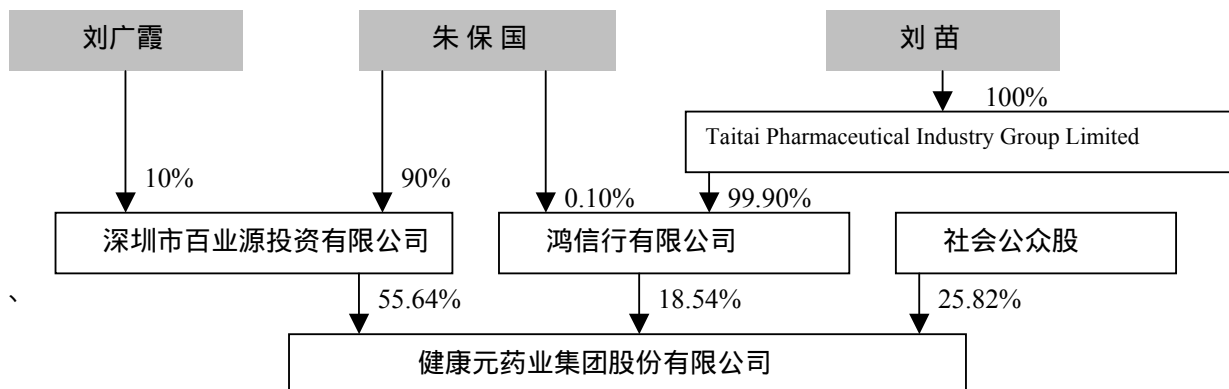 刘广霞
朱 保 国
刘 苗
100%
Taitai Pharmaceutical Industry Group Limited
10%
90%
0.10%
99.90%
深圳市百业源投资有限公司
鸿信行有限公司
社会公众股
、
55.64%
18.54%
25.82%
健康元药业集团股份有限公司